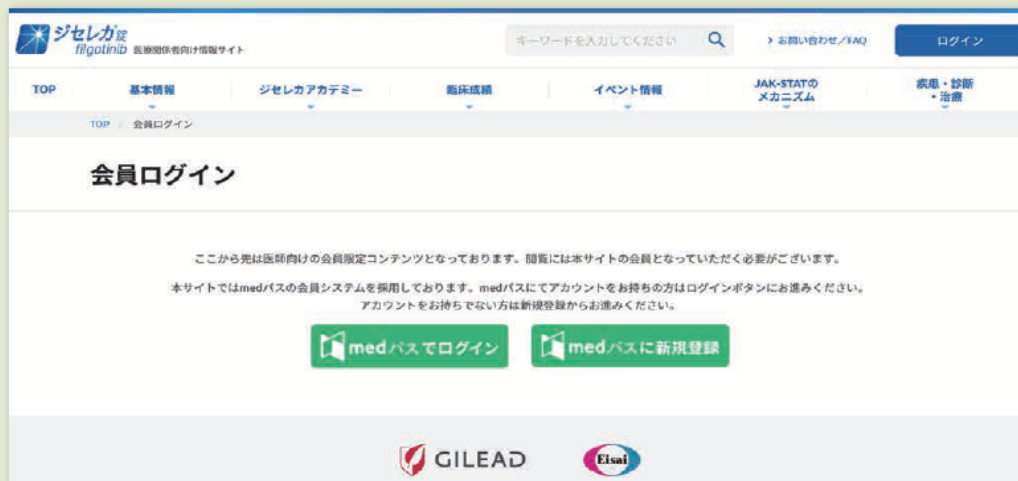 ジセレカ錠
filgotinib 医療関係者向け情報サイト
キーワードを入力してください
お問い合わせ/FAQ
ログイン
TOP
基本情報
ジセレカアカデミー
臨床成績
イベント情報
JAK-STATの
メカニズム
疾患・診断
・治療
TOP / 会員ログイン
会員ログイン
ここから先は医師向けの会員限定コンテンツとなっております。閲覧には本サイトの会員となっていただく必要がございます。
本サイトではmedパスの会員システムを採用しております。medパスにてアカウントをお持ちの方はログインボタンにお進みください。
アカウントをお持ちでない方は新規登録からお進みください。
medパスでログイン
medパスに新規登録
GILEAD
Eisai